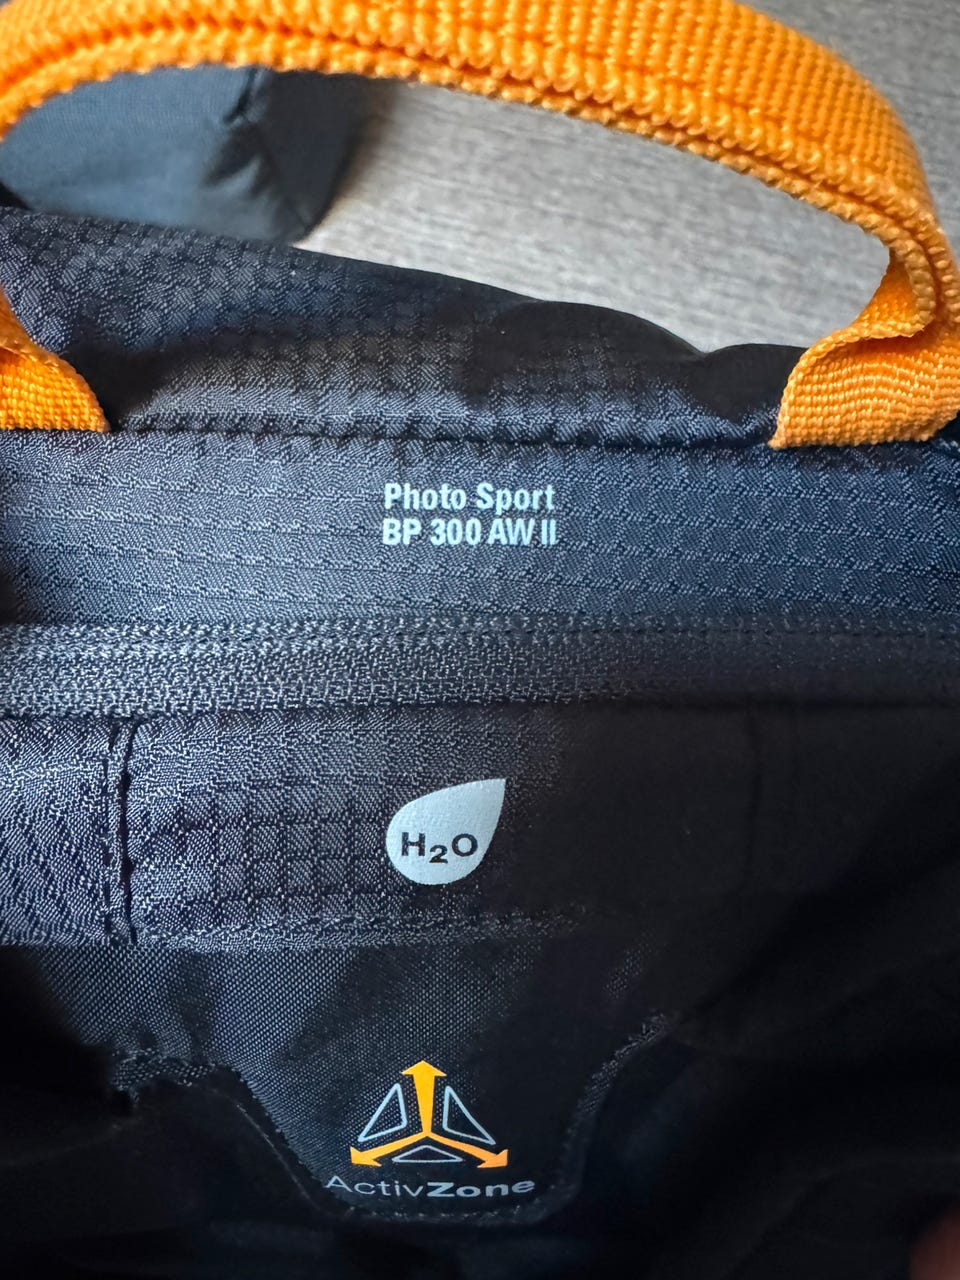 Photo Sport
BP 300 AW II
H₂O
ActivZone